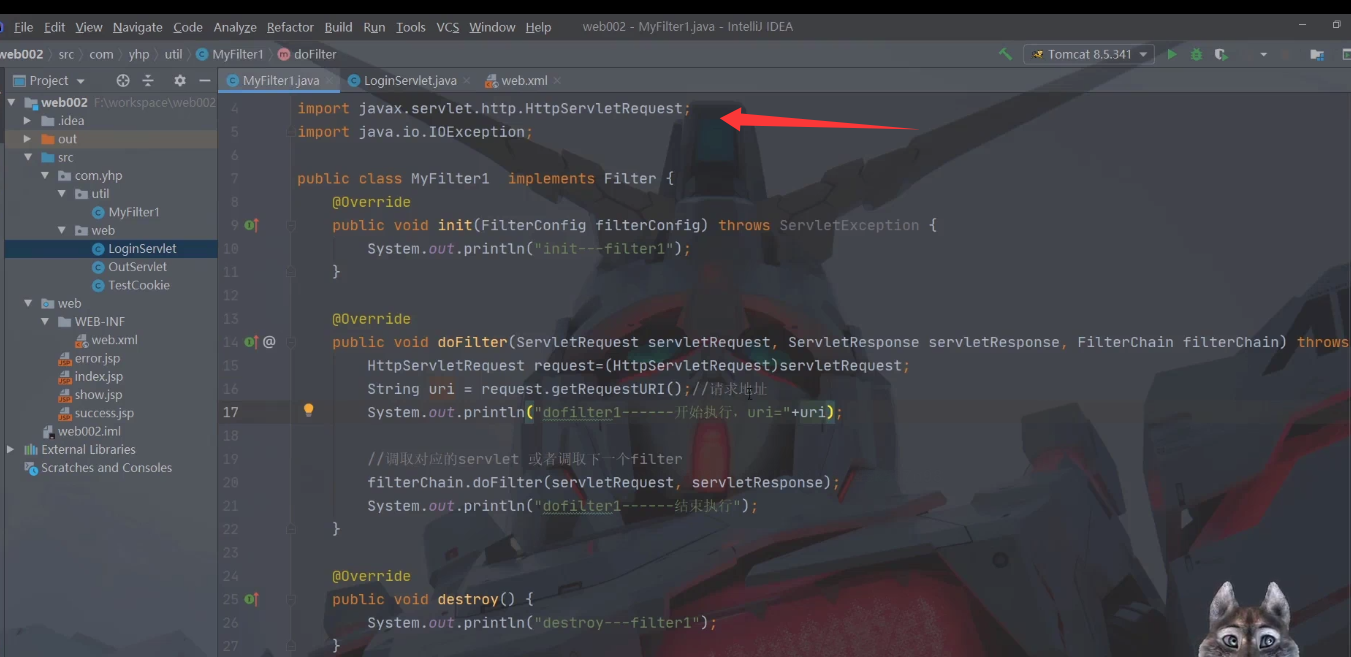 File Edit View Navigate Code Analyze Refactor Build Run Tools VCS Window Help web002 - MyFilter1.java - IntelliJ IDEA
web002 src com yhp util MyFilter1 doFilter Tomcat 8.5.341
Project MyFilter1.java LoginServlet.java web.xml
web002 F:\workspace\web002
.idea
out
src
com.yhp
util
MyFilter1
web
LoginServlet
OutServlet
TestCookie
web
WEB-INF
web.xml
error.jsp
index.jsp
show.jsp
success.jsp
web002.iml
External Libraries
Scratches and Consoles
4 import javax.servlet.http.HttpServletRequest;
5 import java.io.IOException;
6
7 public class MyFilter1  implements Filter {
8 @Override
9 public void init(FilterConfig filterConfig) throws ServletException {
10 System.out.println("init---filter1");
11 }
12
13 @Override
14 @ public void doFilter(ServletRequest servletRequest, ServletResponse servletResponse, FilterChain filterChain) throws
15 HttpServletRequest request=(HttpServletRequest)servletRequest;
16 String uri = request.getRequestURI();//请求地址
17 System.out.println("dofilter1------开始执行，uri="+uri);
18
19 //调取对应的servlet 或者调取下一个filter
20 filterChain.doFilter(servletRequest, servletResponse);
21 System.out.println("dofilter1------结束执行");
22 }
23
24 @Override
25 public void destroy() {
26 System.out.println("destroy---filter1");
27 }